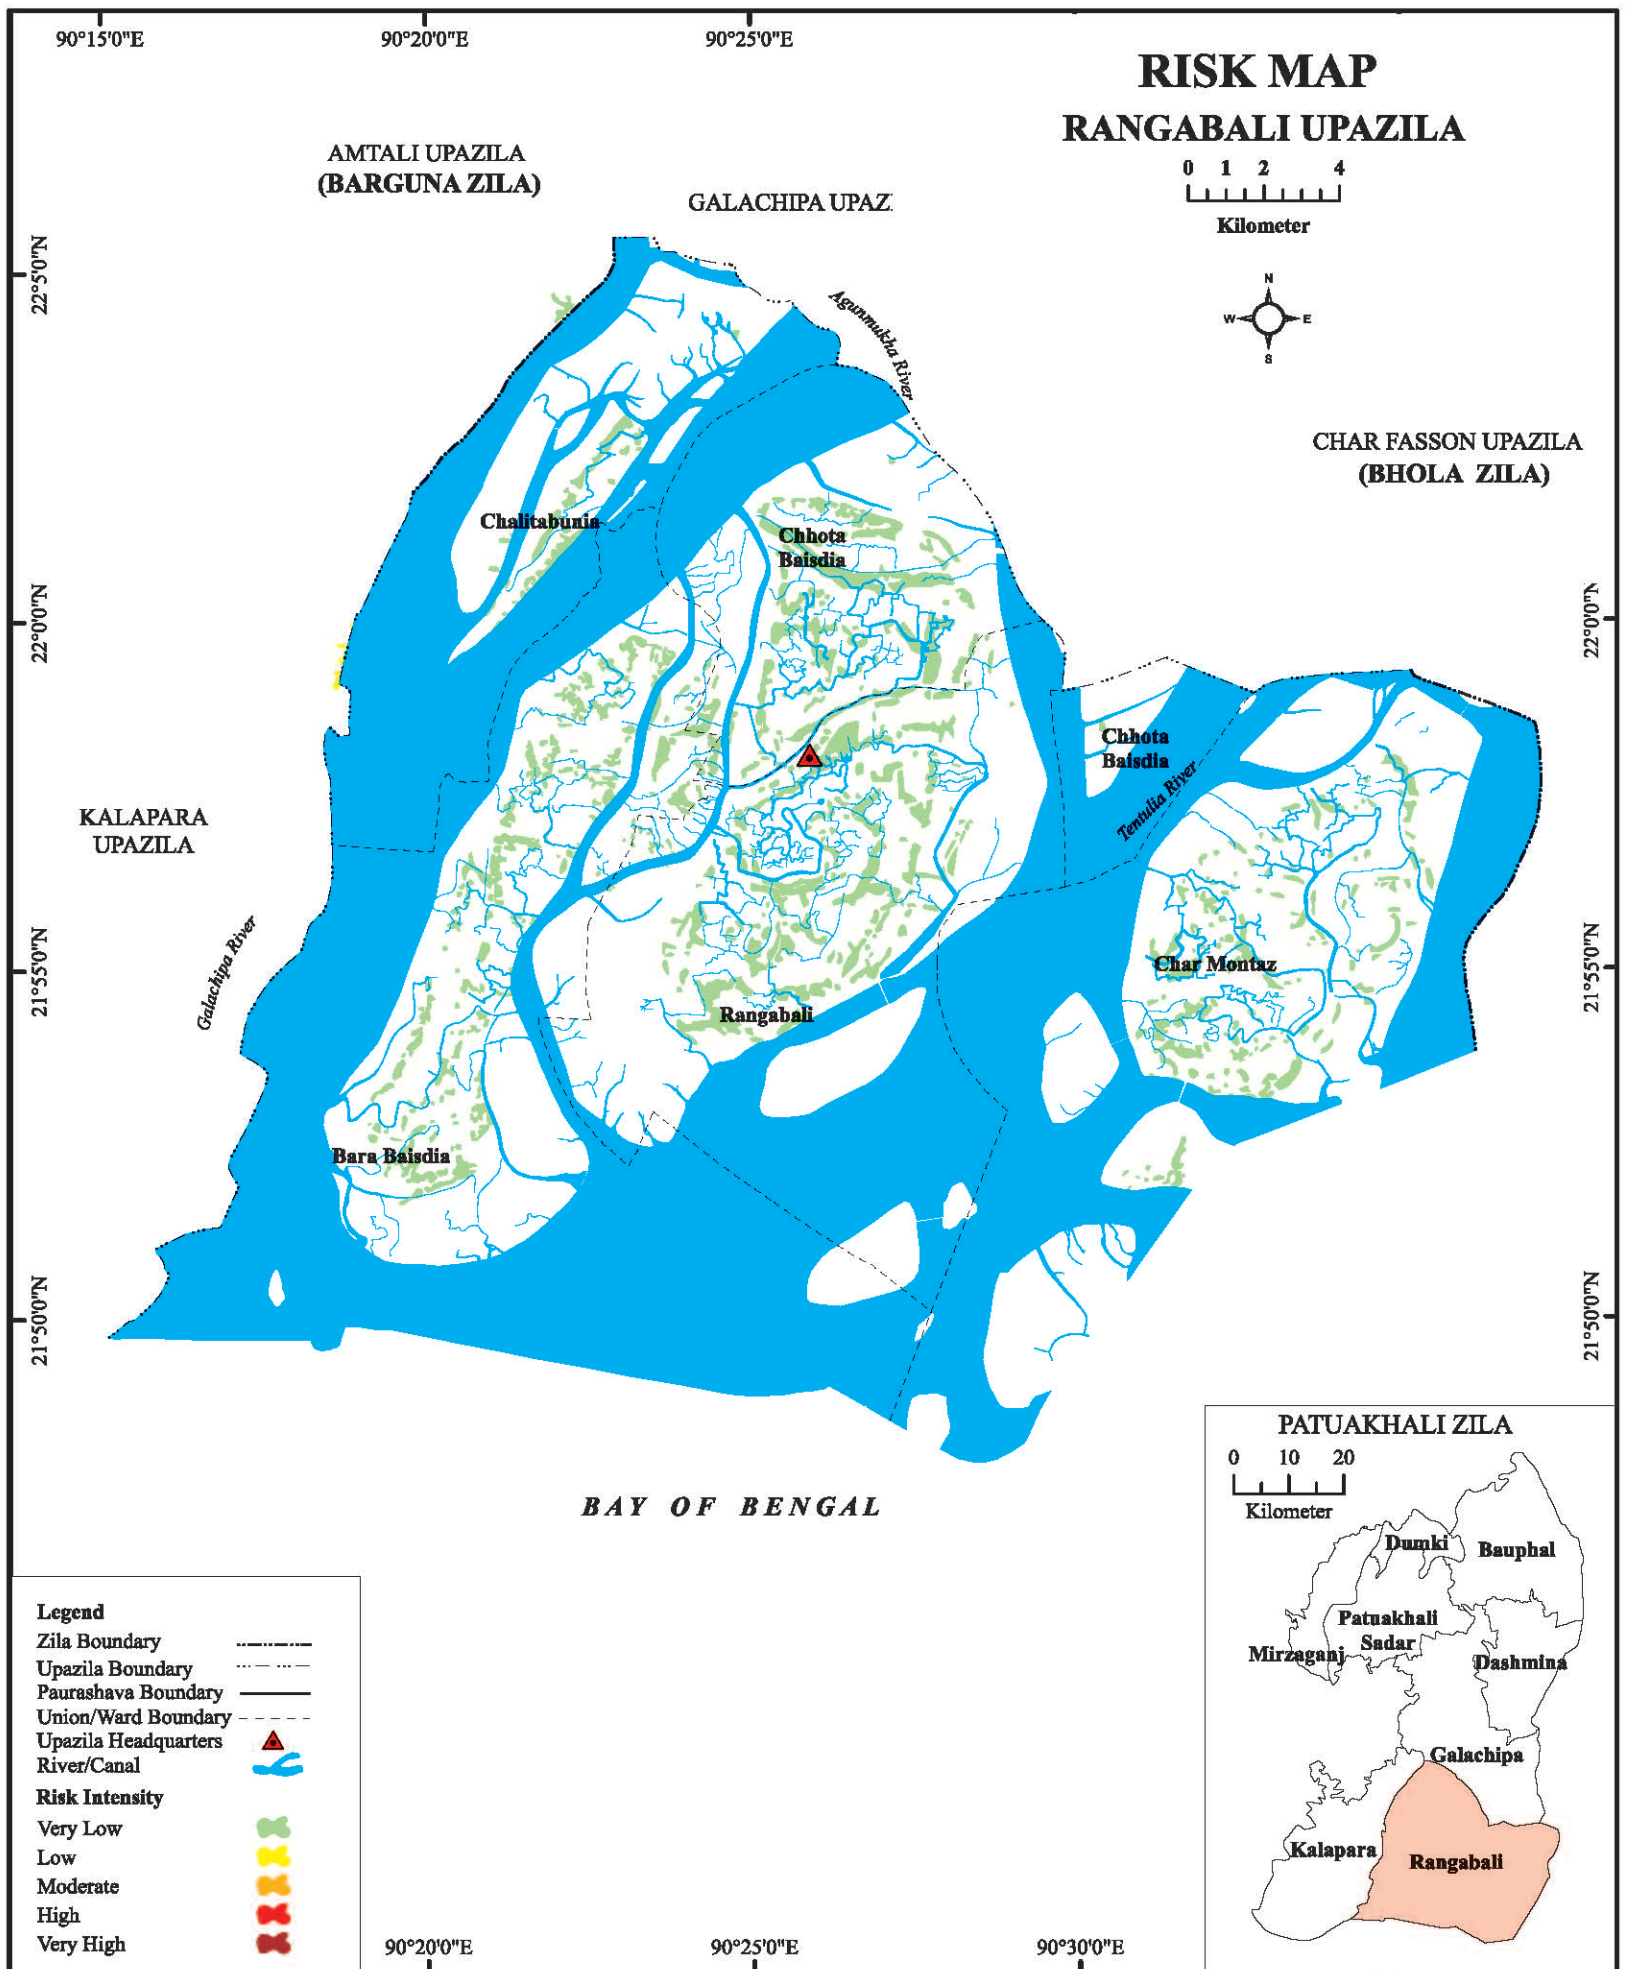 90°15'0"E
90°20'0"E
90°25'0"E
RISK MAP
RANGABALI UPAZILA
0 1 2 4
Kilometer
AMTALI UPAZILA
(BARGUNA ZILA)
GALACHIPA UPAZ
N
W E
S
22°5'0"N
Agunmukha River
CHAR FASSON UPAZILA
(BHOLA ZILA)
Chalitabunia
Chhota
Baisdia
22°0'0"N
22°0'0"N
Chhota
Baisdia
Tentulia River
KALAPARA
UPAZILA
Galachipa River
21°55'0"N
21°55'0"N
Char Montaz
Rangabali
Bara Baisdia
21°50'0"N
21°50'0"N
BAY OF BENGAL
PATUAKHALI ZILA
0 10 20
Kilometer
Dumki
Bauphal
Patuakhali
Sadar
Mirzaganj
Dashmina
Galachipa
Kalapara
Rangabali
Legend
Zila Boundary
Upazila Boundary
Paurashava Boundary
Union/Ward Boundary
Upazila Headquarters
River/Canal
Risk Intensity
Very Low
Low
Moderate
High
Very High
90°20'0"E
90°25'0"E
90°30'0"E